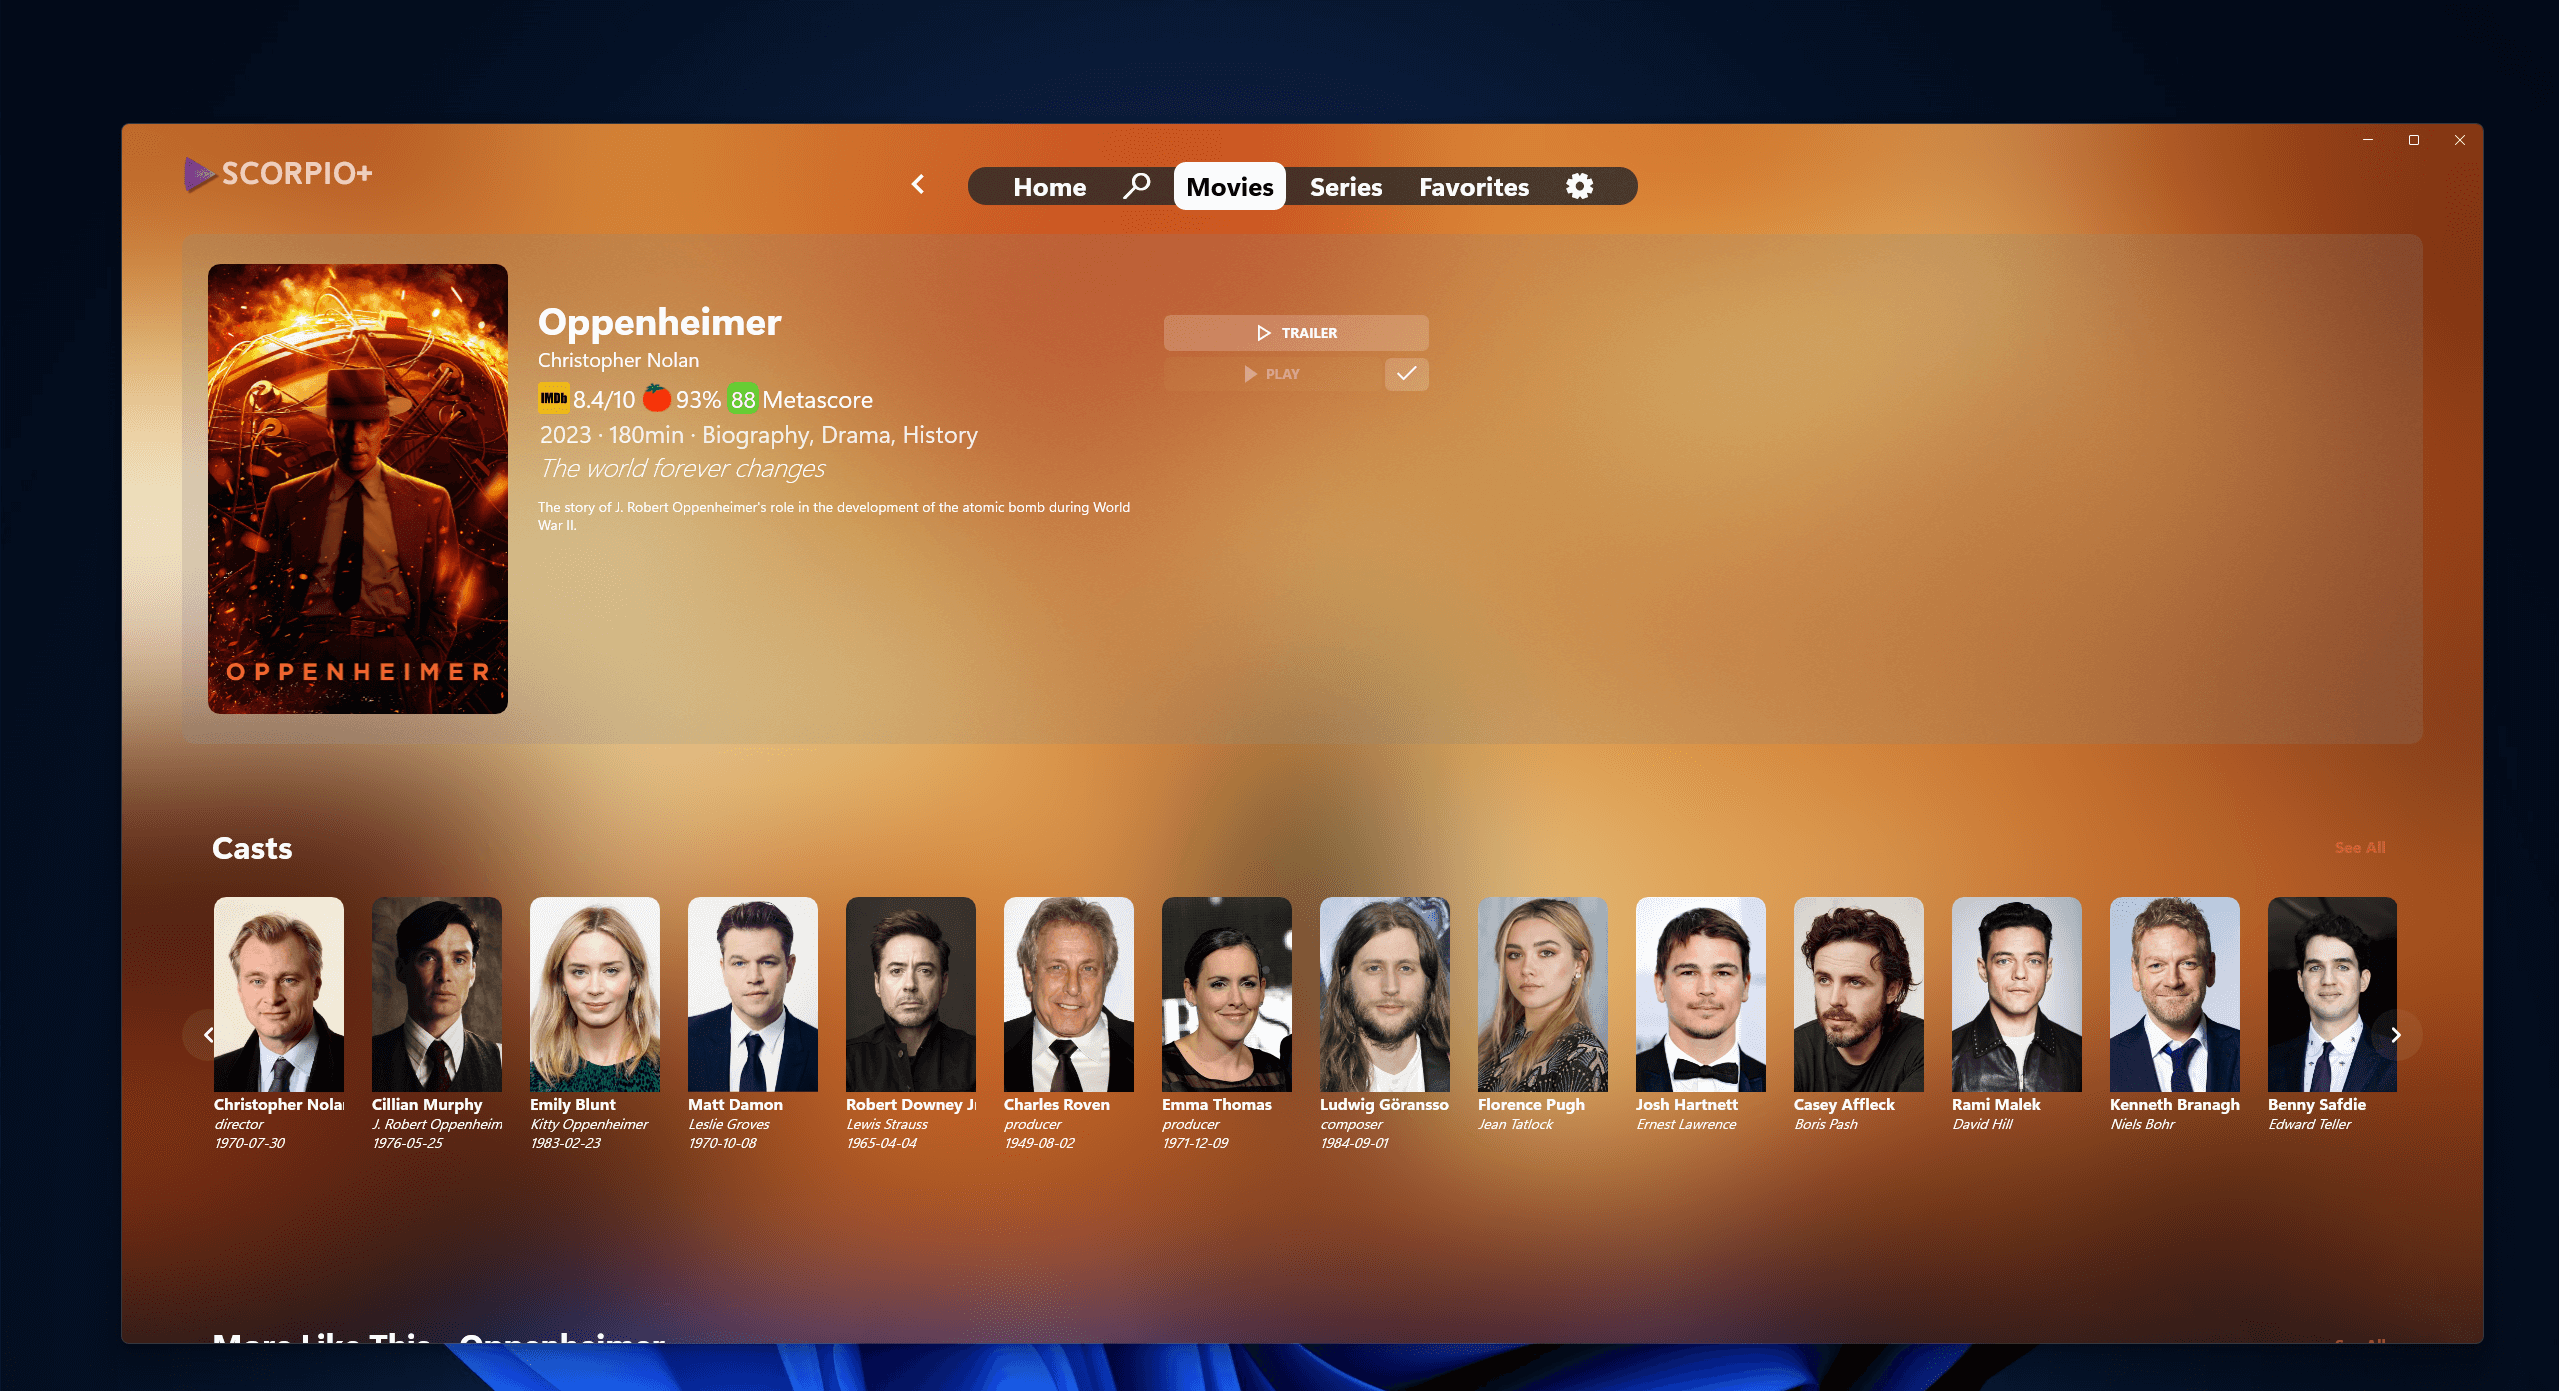 SCORPIO+
Home Movies Series Favorites
OPPENHEIMER
Oppenheimer
Christopher Nolan
IMDb 8.4/10 93% 88 Metascore
2023 · 180min · Biography, Drama, History
The world forever changes
The story of J. Robert Oppenheimer's role in the development of the atomic bomb during World
War II.
TRAILER
PLAY
Casts
See All
Christopher Nolan
director
1970-07-30
Cillian Murphy
J. Robert Oppenheim
1976-05-25
Emily Blunt
Kitty Oppenheimer
1983-02-23
Matt Damon
Leslie Groves
1970-10-08
Robert Downey J
Lewis Strauss
1965-04-04
Charles Roven
producer
1949-08-02
Emma Thomas
producer
1971-12-09
Ludwig Göransso
composer
1984-09-01
Florence Pugh
Jean Tatlock
Josh Hartnett
Ernest Lawrence
Casey Affleck
Boris Pash
Rami Malek
David Hill
Kenneth Branagh
Niels Bohr
Benny Safdie
Edward Teller
More Like This - Oppenheimer
See All